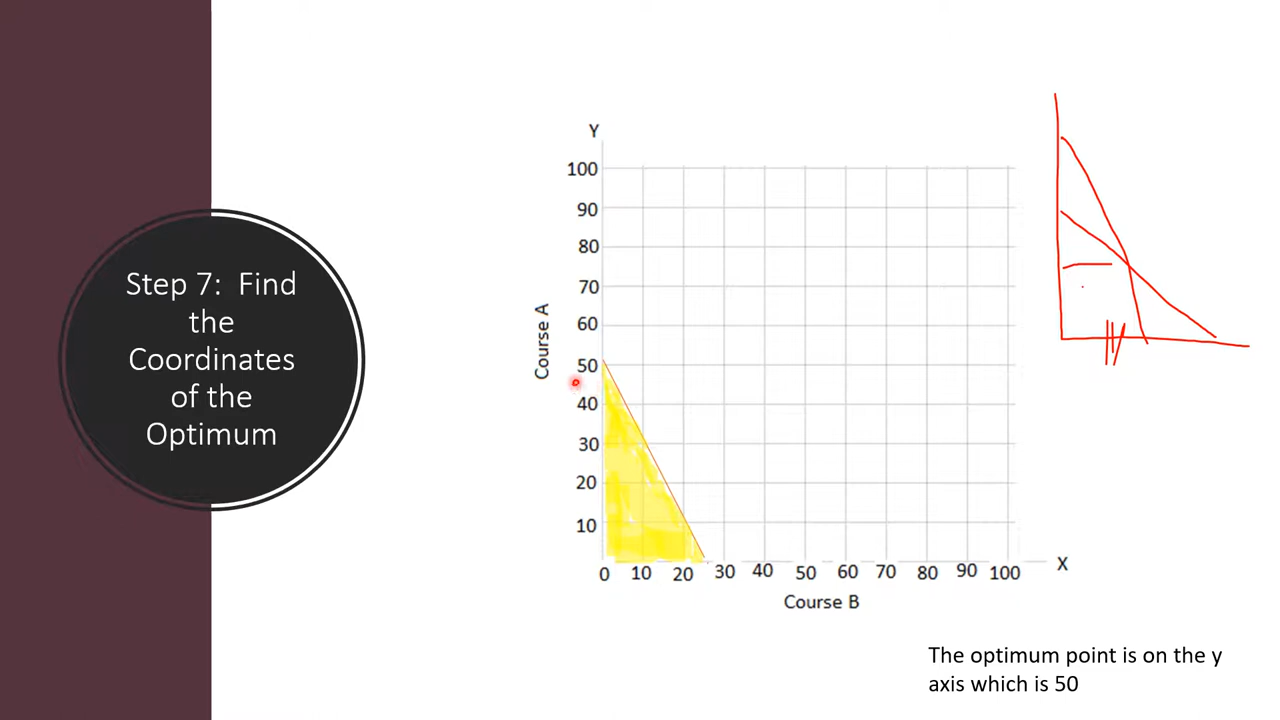 Step 7:  Find
the
Coordinates
of the
Optimum
Y
100
90
80
70
60
50
40
30
20
10
Course A
0 10 20 30 40 50 60 70 80 90 100
X
Course B
The optimum point is on the y
axis which is 50